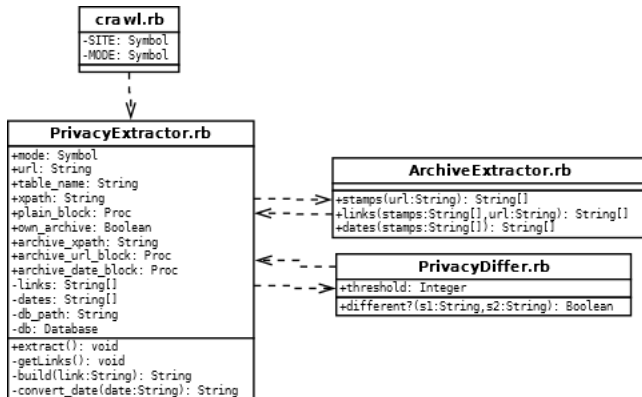 crawl.rb
-SITE: Symbol
-MODE: Symbol
PrivacyExtractor.rb
+mode: Symbol
+url: String
+table_name: String
+xpath: String
+plain_block: Proc
+own_archive: Boolean
+archive_xpath: String
+archive_url_block: Proc
+archive_date_block: Proc
-links: String[]
-dates: String[]
-db_path: String
-db: Database
+extract(): void
-getLinks(): void
-build(link:String): String
-convert_date(date:String): String
ArchiveExtractor.rb
+stamps(url:String): String[]
+links(stamps:String[],url:String): String[]
+dates(stamps:String[]): String[]
PrivacyDiffer.rb
+threshold: Integer
+different?(s1:String,s2:String): Boolean